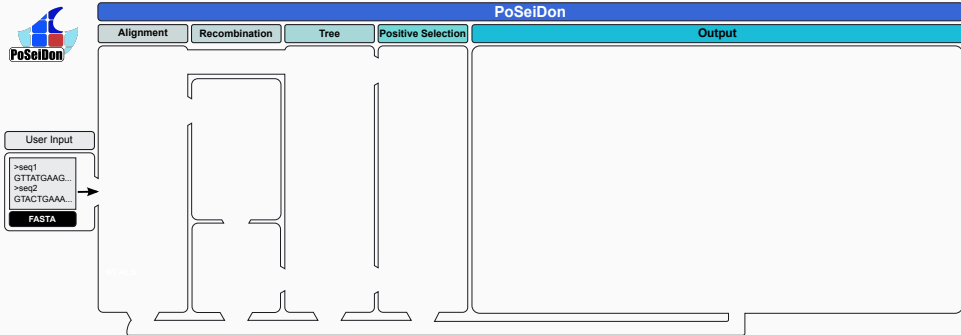 PoSeiDon
PoSeiDon
Alignment
Recombination
Tree
Positive Selection
Output
User Input
>seq1
GTTATGAAG...
>seq2
GTACTGAAA...
FASTA